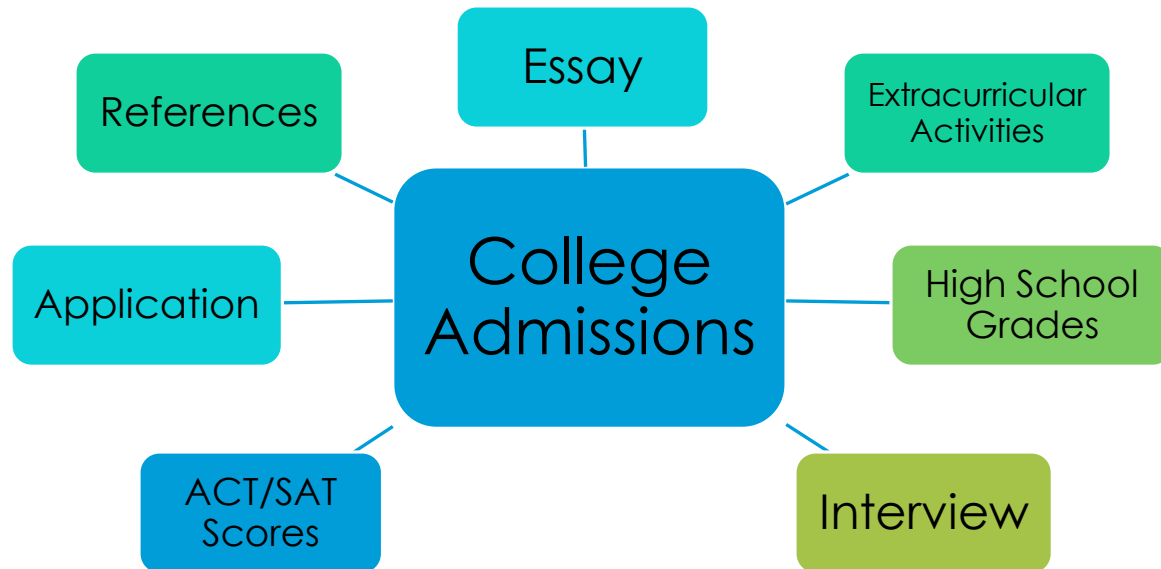 Essay
References
Extracurricular
Activities
College
Admissions
Application
High School
Grades
ACT/SAT
Scores
Interview